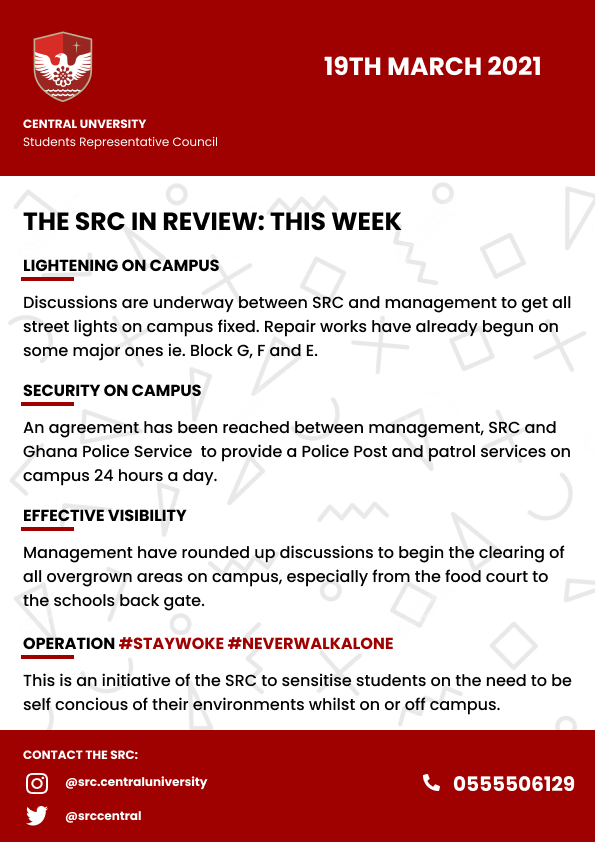 19TH MARCH 2021
CENTRAL UNVERSITY
Students Representative Council
THE SRC IN REVIEW: THIS WEEK
LIGHTENING ON CAMPUS
Discussions are underway between SRC and management to get all
street lights on campus fixed. Repair works have already begun on
some major ones ie. Block G, F and E.
SECURITY ON CAMPUS
An agreement has been reached between management, SRC and
Ghana Police Service  to provide a Police Post and patrol services on
campus 24 hours a day.
EFFECTIVE VISIBILITY
Management have rounded up discussions to begin the clearing of
all overgrown areas on campus, especially from the food court to
the schools back gate.
OPERATION #STAYWOKE #NEVERWALKALONE
This is an initiative of the SRC to sensitise students on the need to be
self concious of their environments whilst on or off campus.
CONTACT THE SRC:
@src.centraluniversity
0555506129
@srccentral